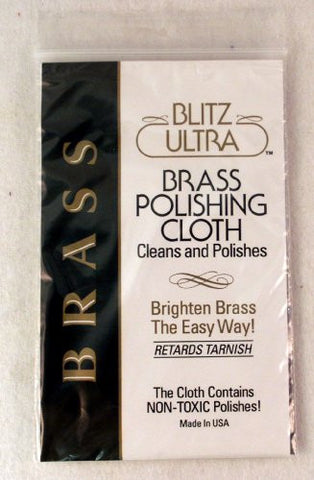 BRASS
BLITZ
ULTRA
™
BRASS
POLISHING
CLOTH
Cleans and Polishes
Brighten Brass
The Easy Way!
RETARDS TARNISH
The Cloth Contains
NON-TOXIC Polishes!
Made In USA